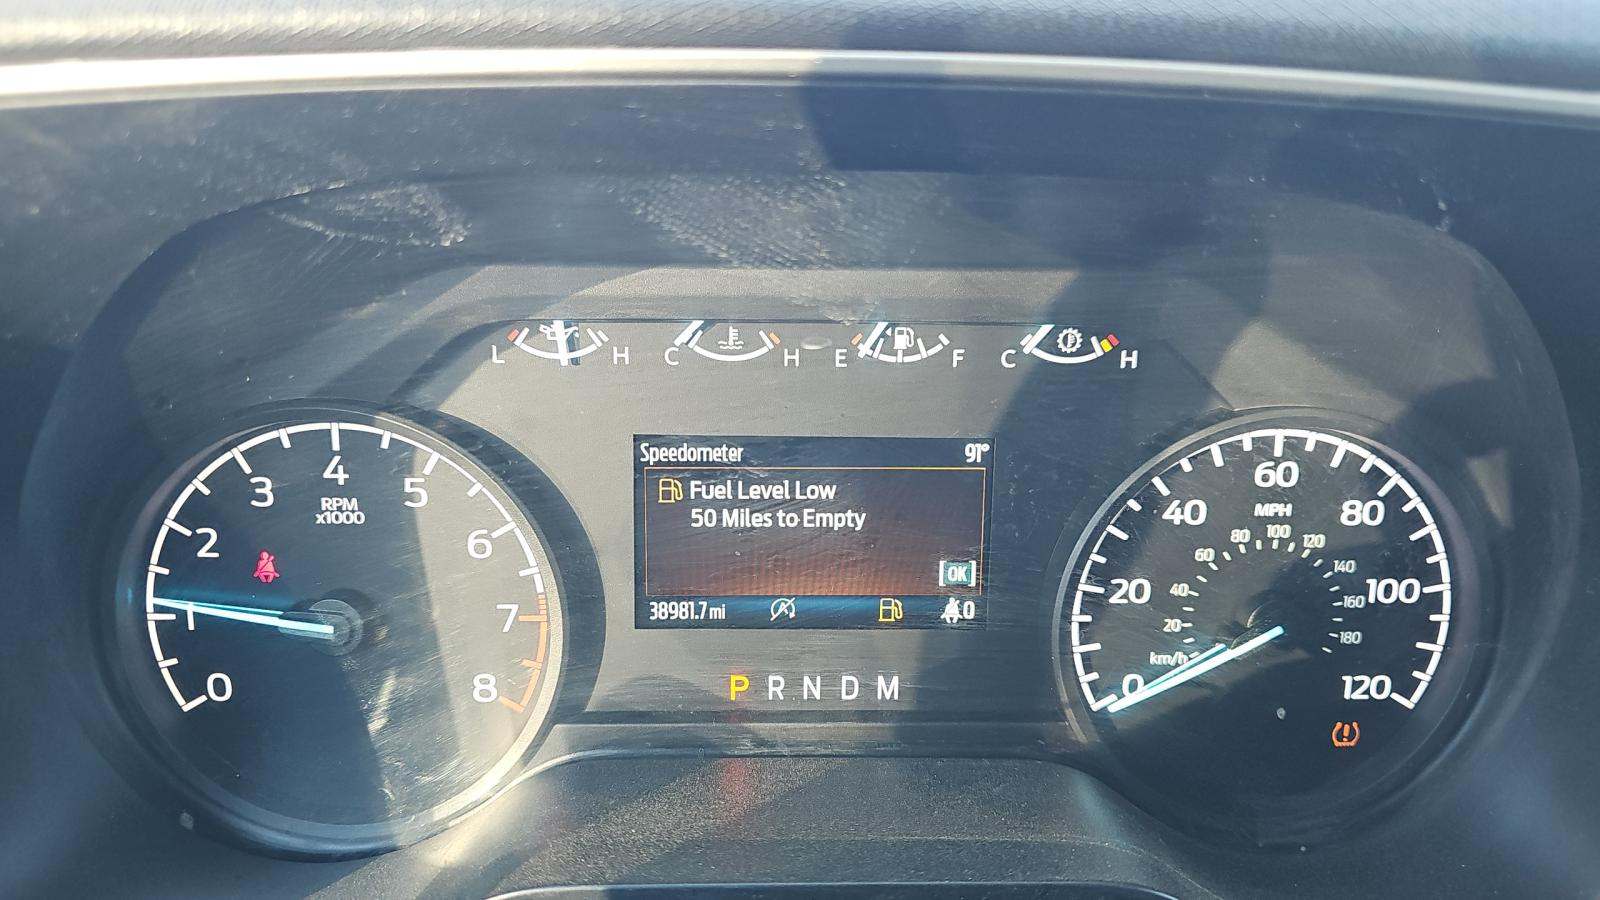 L H C H E F C H
0 1 2 3 4 5 6 7 8
RPM
x1000
Speedometer 91°
Fuel Level Low
50 Miles to Empty
[OK]
38981.7 mi 0
P R N D M
0 20 40 60 80 100 120
MPH
20 40 60 80 100 120 140 160 180
km/h